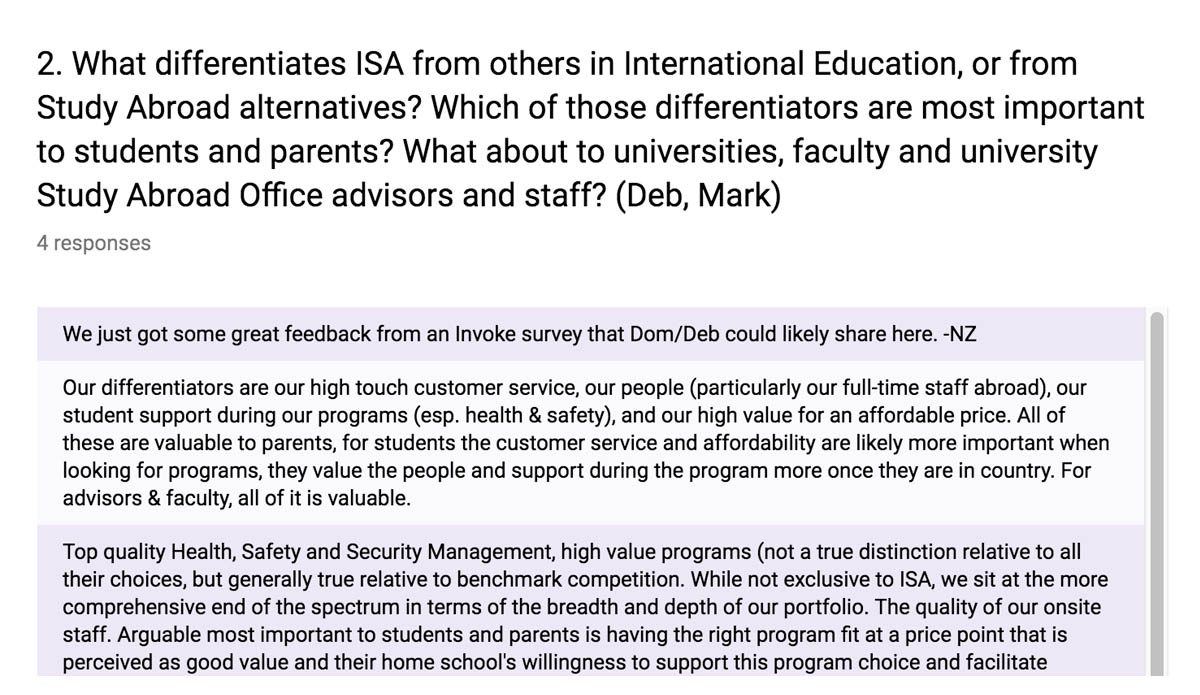 2. What differentiates ISA from others in International Education, or from
Study Abroad alternatives? Which of those differentiators are most important
to students and parents? What about to universities, faculty and university
Study Abroad Office advisors and staff? (Deb, Mark)
4 responses
We just got some great feedback from an Invoke survey that Dom/Deb could likely share here. -NZ
Our differentiators are our high touch customer service, our people (particularly our full-time staff abroad), our
student support during our programs (esp. health & safety), and our high value for an affordable price. All of
these are valuable to parents, for students the customer service and affordability are likely more important when
looking for programs, they value the people and support during the program more once they are in country. For
advisors & faculty, all of it is valuable.
Top quality Health, Safety and Security Management, high value programs (not a true distinction relative to all
their choices, but generally true relative to benchmark competition. While not exclusive to ISA, we sit at the more
comprehensive end of the spectrum in terms of the breadth and depth of our portfolio. The quality of our onsite
staff. Arguable most important to students and parents is having the right program fit at a price point that is
perceived as good value and their home school's willingness to support this program choice and facilitate